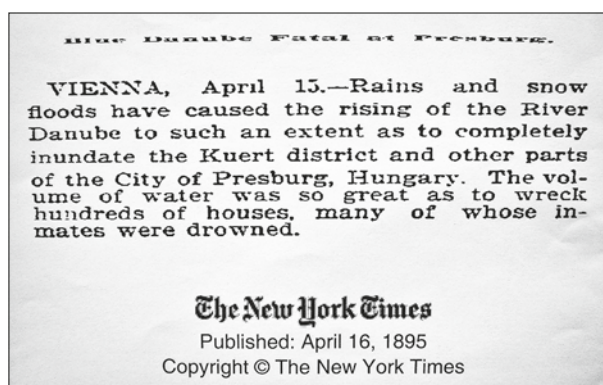 Blue Danube Fatal at Presburg.
VIENNA, April 15.—Rains and snow
floods have caused the rising of the River
Danube to such an extent as to completely
inundate the Kuert district and other parts
of the City of Presburg, Hungary. The vol-
ume of water was so great as to wreck
hundreds of houses, many of whose in-
mates were drowned.
The New York Times
Published: April 16, 1895
Copyright © The New York Times